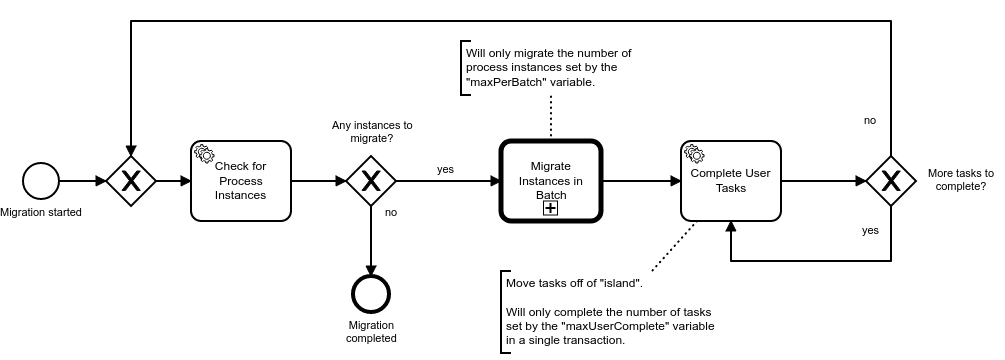 Will only migrate the number of
process instances set by the
"maxPerBatch" variable.
Any instances to
migrate?
no
Check for
Process
Instances
yes
Migrate
Instances in
Batch
Complete User
Tasks
More tasks to
complete?
Migration started
no
yes
Move tasks off of "island".
Will only complete the number of tasks
set by the "maxUserComplete" variable
in a single transaction.
Migration
completed